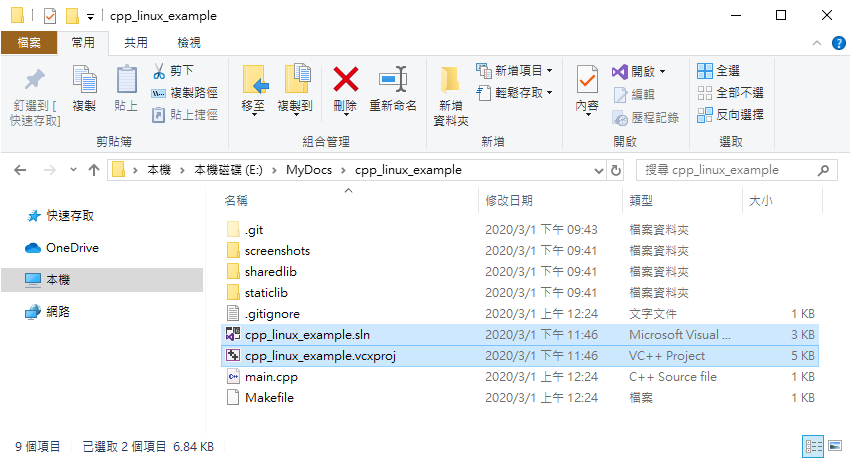 cpp_linux_example
檔案 常用 共用 檢視
釘選到 [快速存取]
複製
貼上
剪下
複製路徑
貼上捷徑
剪貼簿
移至
複製到
刪除
重新命名
組合管理
新增資料夾
新增項目
輕鬆存取
新增
內容
開啟
編輯
歷程記錄
開啟
全選
全部不選
反向選擇
選取
本機 > 本機磁碟 (E:) > MyDocs > cpp_linux_example
搜尋 cpp_linux_example
快速存取
OneDrive
本機
網路
名稱 修改日期 類型 大小
.git 2020/3/1 下午 09:43 檔案資料夾
screenshots 2020/3/1 下午 09:41 檔案資料夾
sharedlib 2020/3/1 下午 09:41 檔案資料夾
staticlib 2020/3/1 下午 09:41 檔案資料夾
.gitignore 2020/3/1 上午 12:24 文字文件 1 KB
cpp_linux_example.sln 2020/3/1 下午 11:46 Microsoft Visual ... 3 KB
cpp_linux_example.vcxproj 2020/3/1 下午 11:46 VC++ Project 5 KB
main.cpp 2020/3/1 上午 12:24 C++ Source file 1 KB
Makefile 2020/3/1 上午 12:24 檔案 1 KB
9 個項目 已選取 2 個項目 6.84 KB